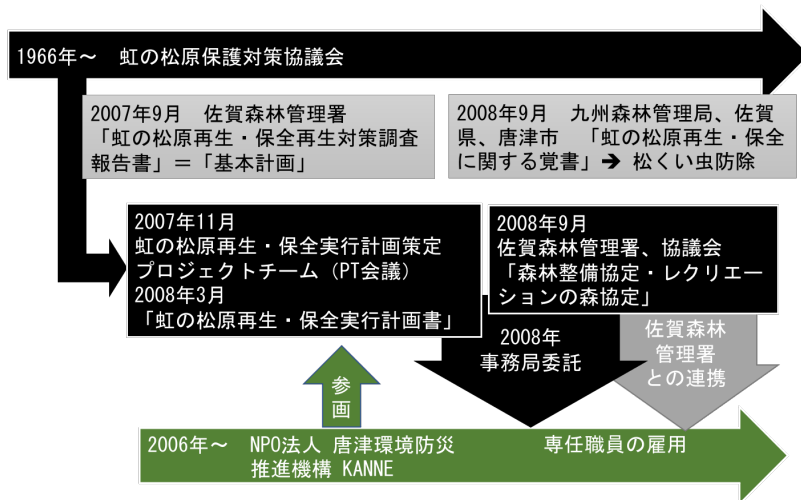 1966年～　虹の松原保護対策協議会
2007年9月　佐賀森林管理署
「虹の松原再生・保全再生対策調査
報告書」＝「基本計画」
2008年9月　九州森林管理局、佐賀
県、唐津市　「虹の松原再生・保全
に関する覚書」➔ 松くい虫防除
2007年11月
虹の松原再生・保全実行計画策定
プロジェクトチーム（PT会議）
2008年3月
「虹の松原再生・保全実行計画書」
2008年9月
佐賀森林管理署、協議会
「森林整備協定・レクリエー
ションの森協定」
2008年
事務局委託
佐賀森林
管理署
との連携
参
画
2006年～　NPO法人 唐津環境防災
推進機構 KANNE
専任職員の雇用